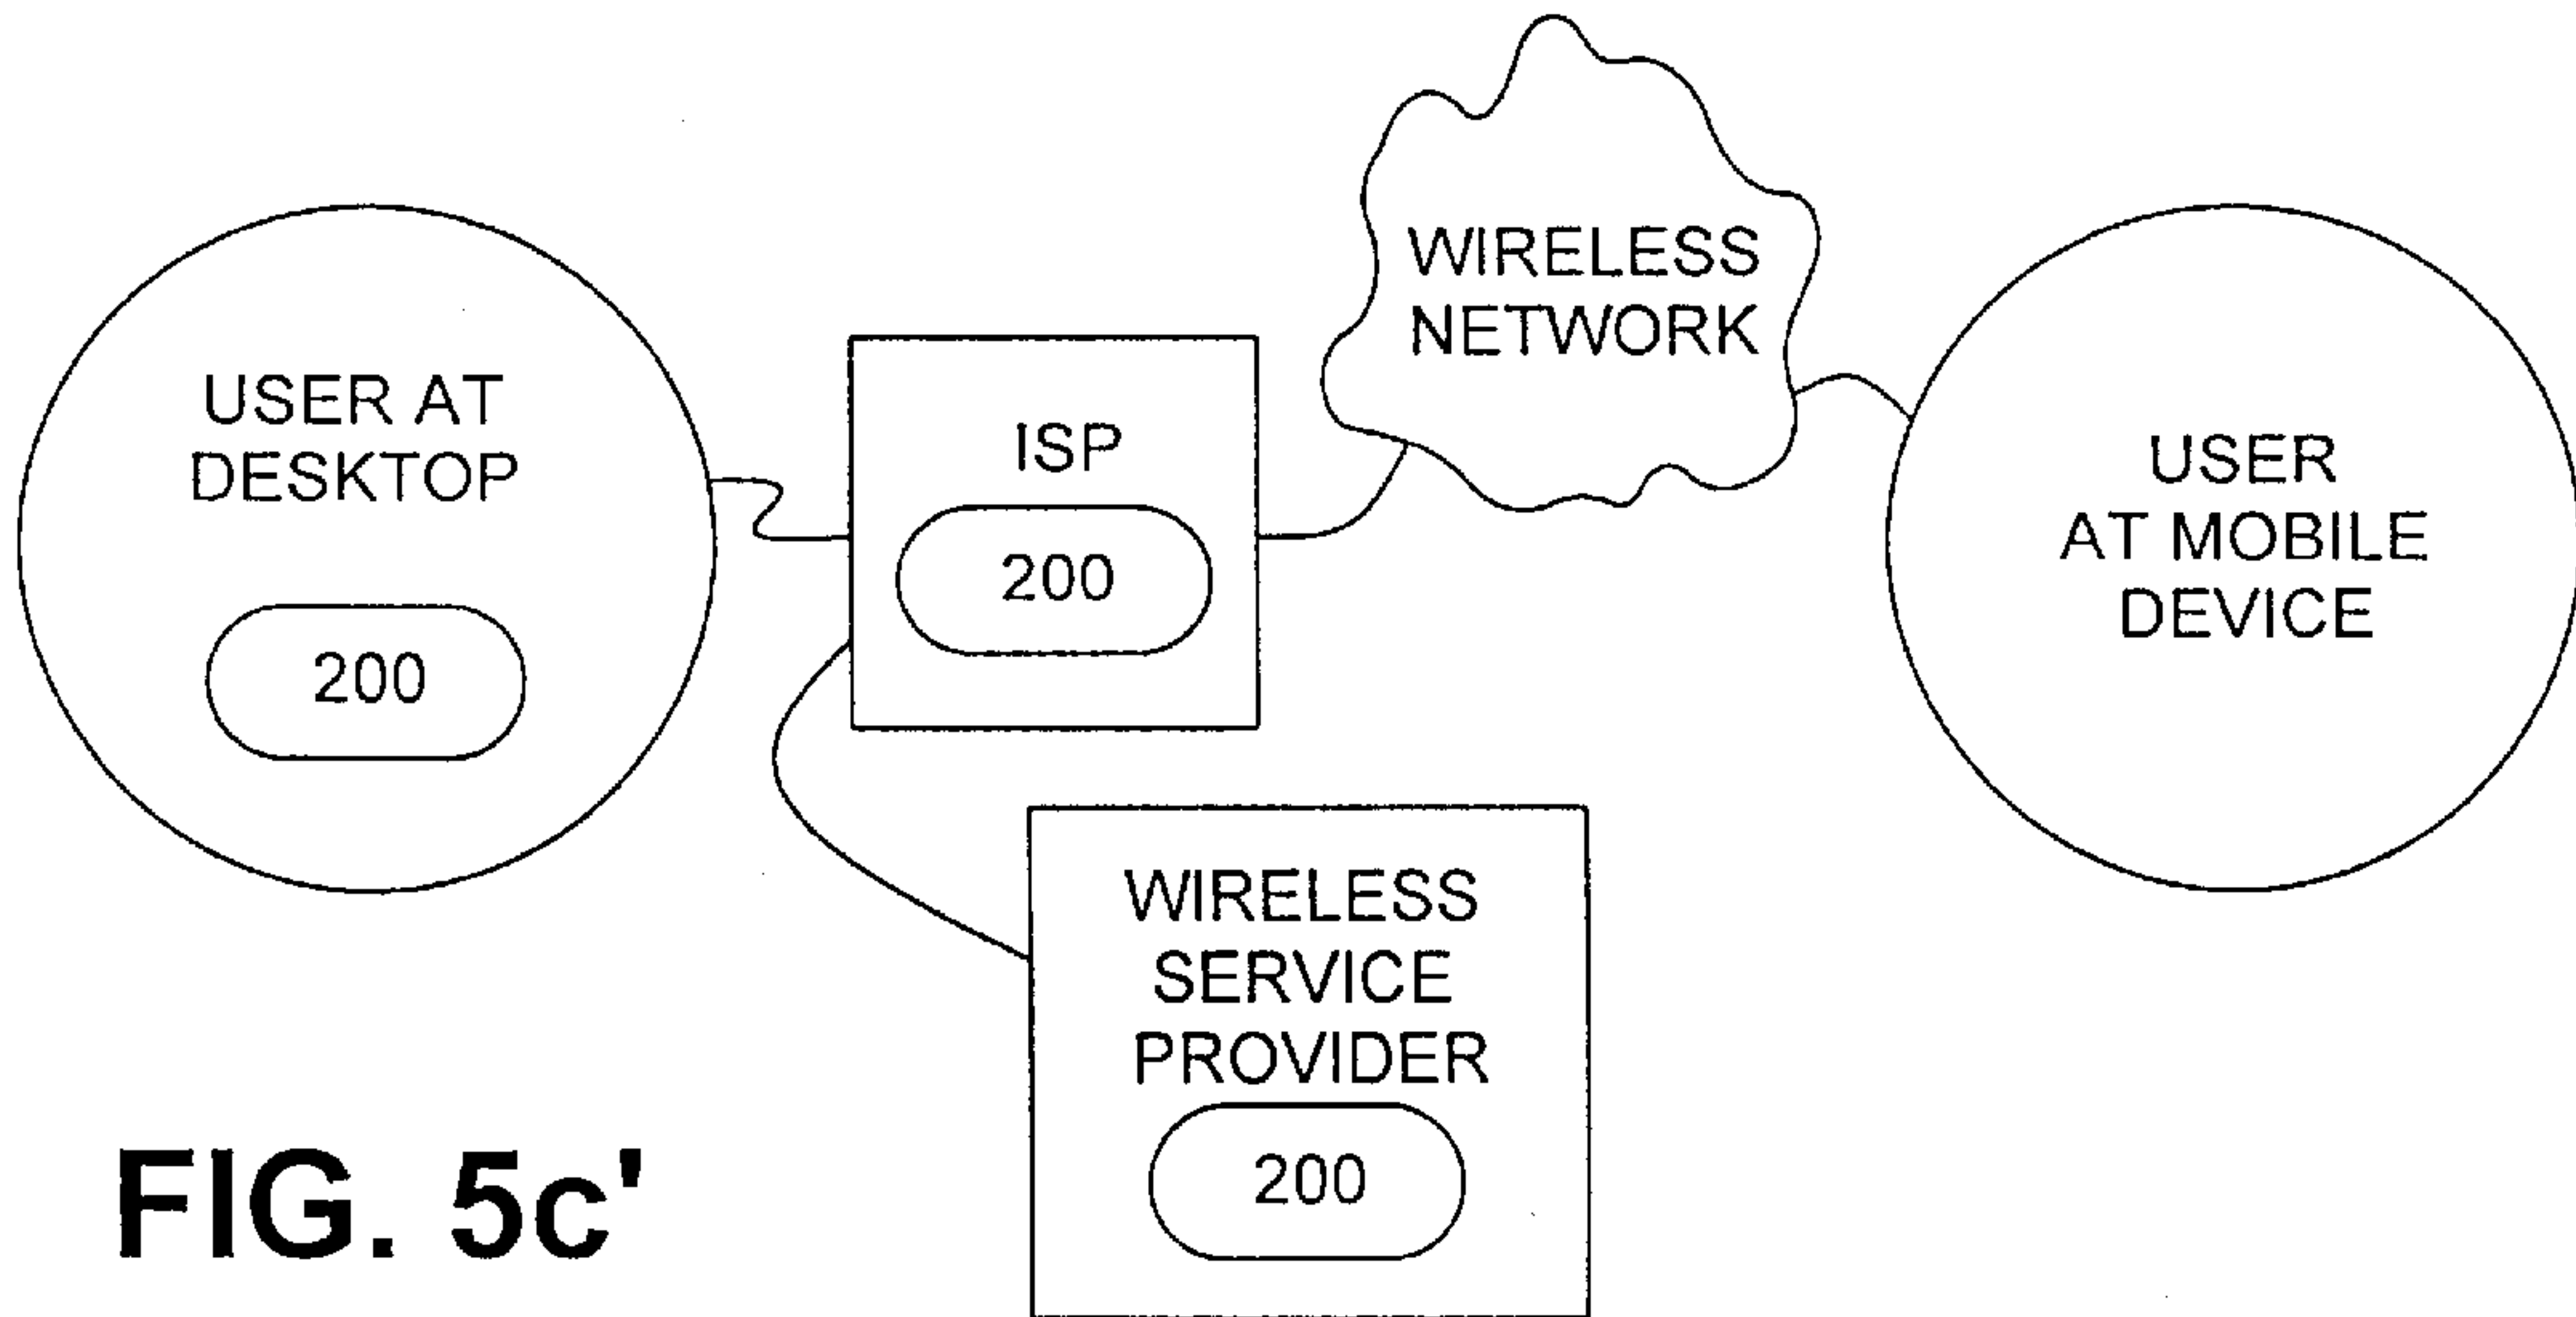 USER AT
DESKTOP
200
ISP
200
WIRELESS
NETWORK
USER
AT MOBILE
DEVICE
WIRELESS
SERVICE
PROVIDER
200
FIG. 5c'